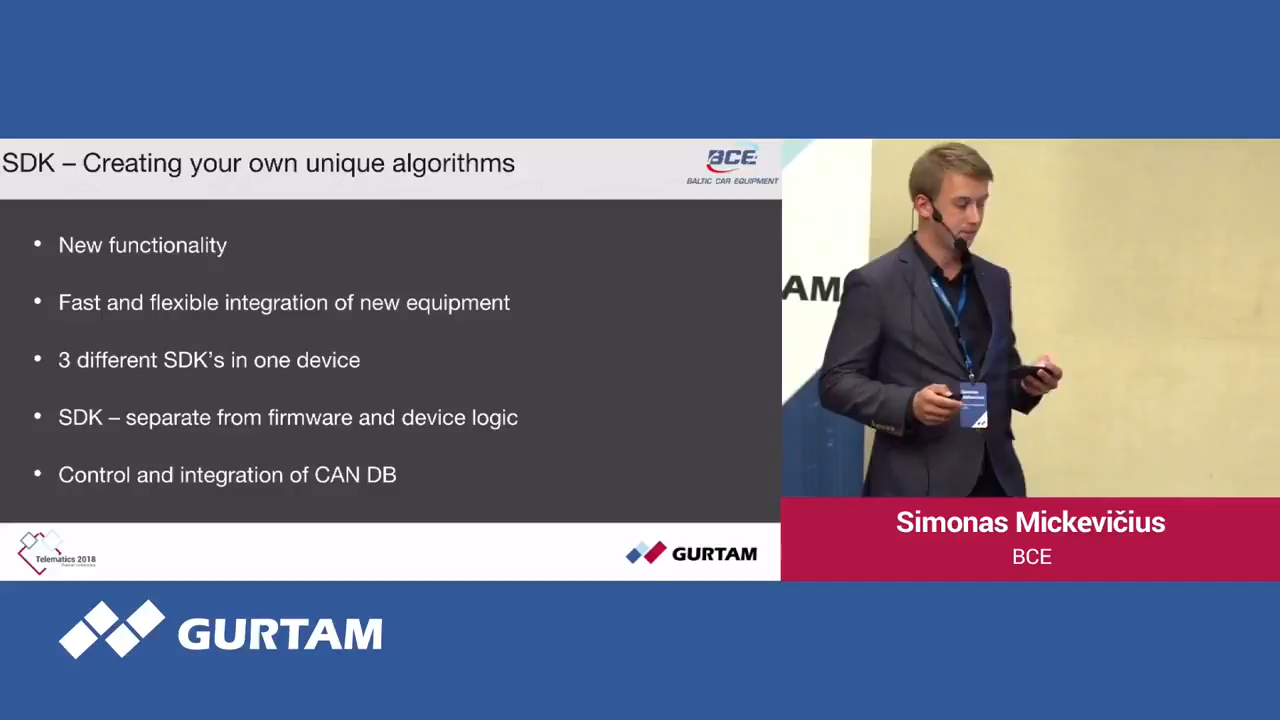 SDK – Creating your own unique algorithms
BCE
BALTIC CAR EQUIPMENT
• New functionality
• Fast and flexible integration of new equipment
• 3 different SDK's in one device
• SDK – separate from firmware and device logic
• Control and integration of CAN DB
Telematics 2018
GURTAM
TAM
Simonas Mickevičius
BCE
GURTAM